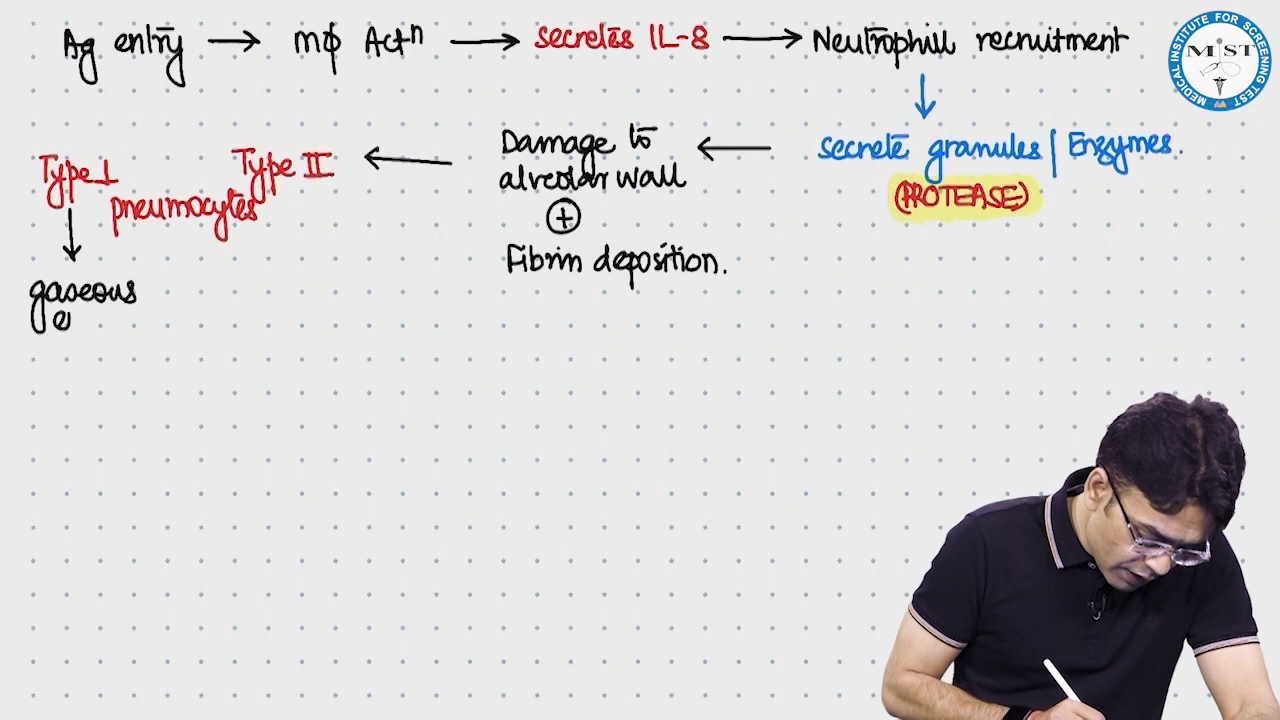 Ag entry → mφ Actⁿ → secretes IL-8 → Neutrophill recruitment
↓
secrete granules | Enzymes.
(PROTEASE)
← Damage to
alveolar wall
+
Fibrin deposition.
← Type I Type II
pneumocytes
↓
gaseous
e
MIST
MEDICAL INSTITUTE FOR SCREENING TEST